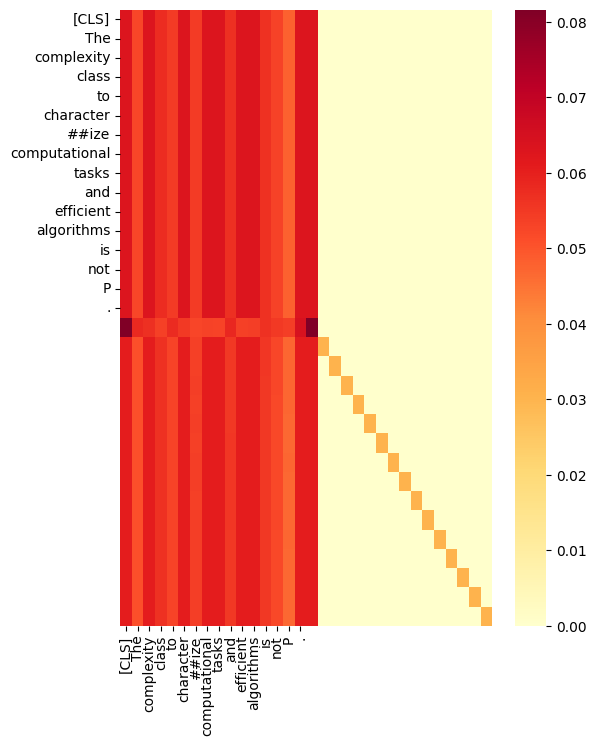 [CLS]
The
complexity
class
to
character
##ize
computational
tasks
and
efficient
algorithms
is
not
P
.
0.08
0.07
0.06
0.05
0.04
0.03
0.02
0.01
0.00
[CLS]
The
complexity
class
to
character
##ize
computational
tasks
and
efficient
algorithms
is
not
P
.